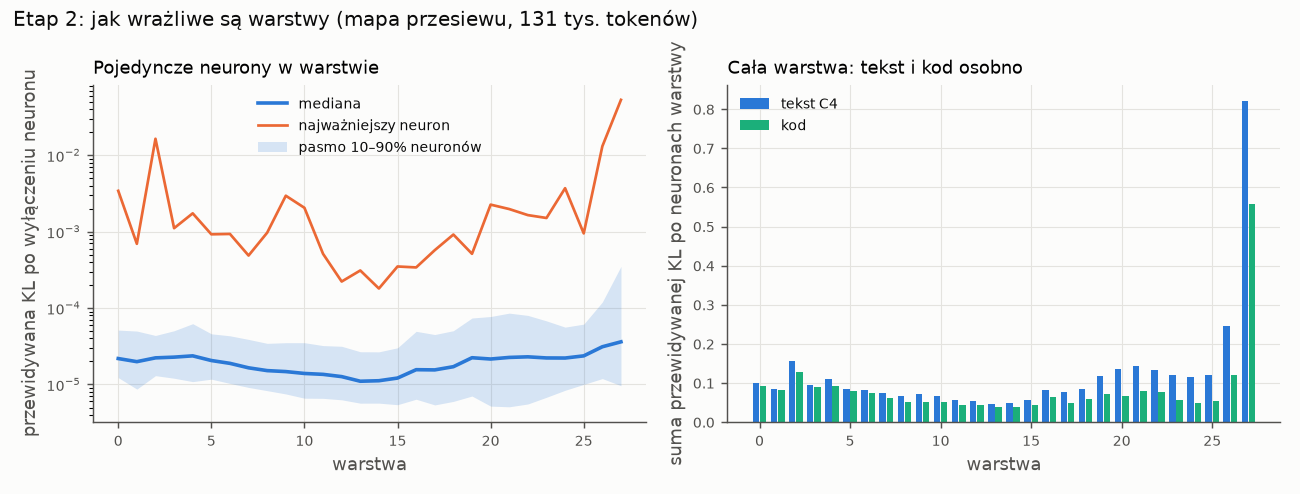 Etap 2: jak wrażliwe są warstwy (mapa przesiewu, 131 tys. tokenów)
Pojedyncze neurony w warstwie
przewidywana KL po wyłączeniu neuronu
mediana
najważniejszy neuron
pasmo 10–90% neuronów
10⁻²
10⁻³
10⁻⁴
10⁻⁵
0 5 10 15 20 25
warstwa
Cała warstwa: tekst i kod osobno
suma przewidywanej KL po neuronach warstwy
tekst C4
kod
0.8
0.7
0.6
0.5
0.4
0.3
0.2
0.1
0.0
0 5 10 15 20 25
warstwa